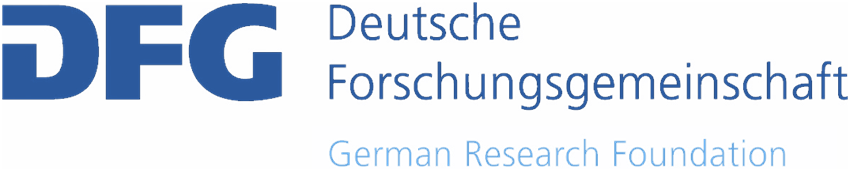 DFG
Deutsche
Forschungsgemeinschaft
German Research Foundation